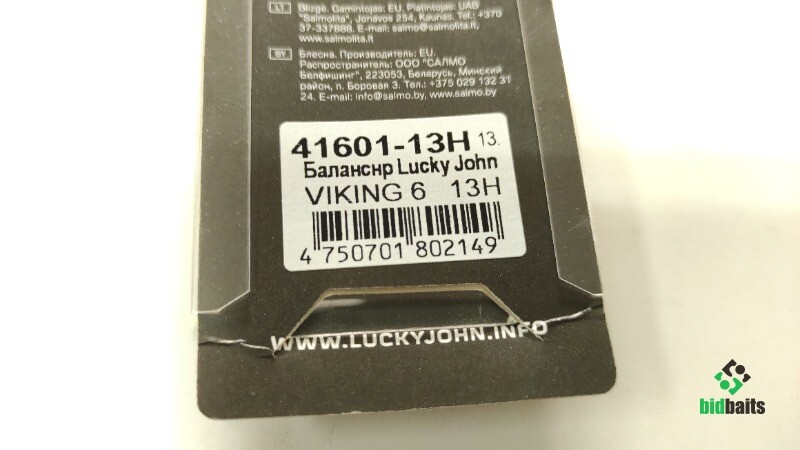 LT Blizgė. Gamintojas: EU. Platintojas: UAB
"Salmolita", Jonavos 254, Kaunas. Tel.: +370
37-337888. E-mail: salmo@salmolita.lt,
www.salmolita.lt
BY Блесна. Производитель: EU.
Распространитель: ООО "САЛМО
Белфишинг", 223053, Беларусь, Минский
район, п. Боровая 3. Тел.: +375 029 132 31
24. E-mail: info@salmo.by, www.salmo.by
41601-13H 13.
Балансир Lucky John
VIKING 6 13H
4 750701 802149
WWW.LUCKYJOHN.INFO
bidbaits